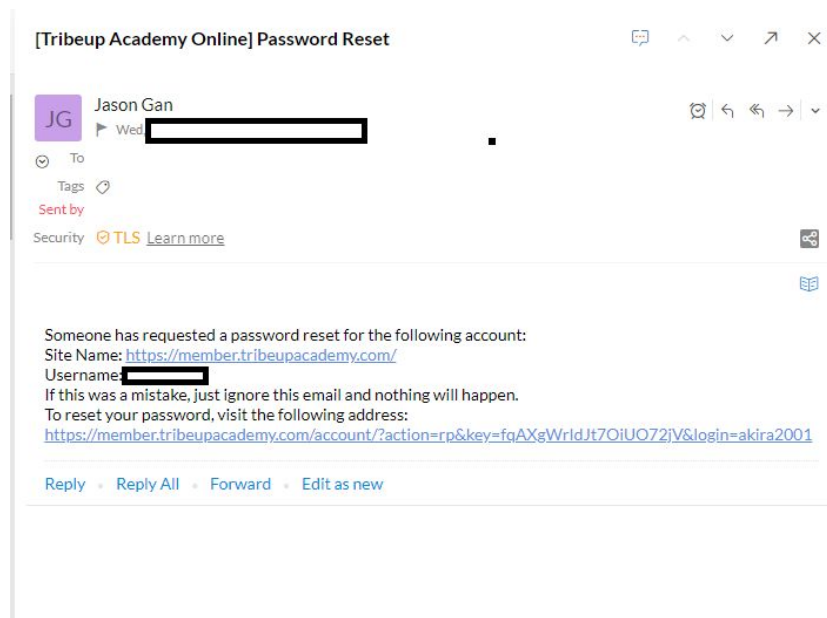 [Tribeup Academy Online] Password Reset
JG
Jason Gan
Wed,
To
Tags
Sent by
Security TLS Learn more
Someone has requested a password reset for the following account:
Site Name: https://member.tribeupacademy.com/
Username:
If this was a mistake, just ignore this email and nothing will happen.
To reset your password, visit the following address:
https://member.tribeupacademy.com/account/?action=rp&key=fqAXgWrIdJt7OiUO72jV&login=akira2001
Reply Reply All Forward Edit as new